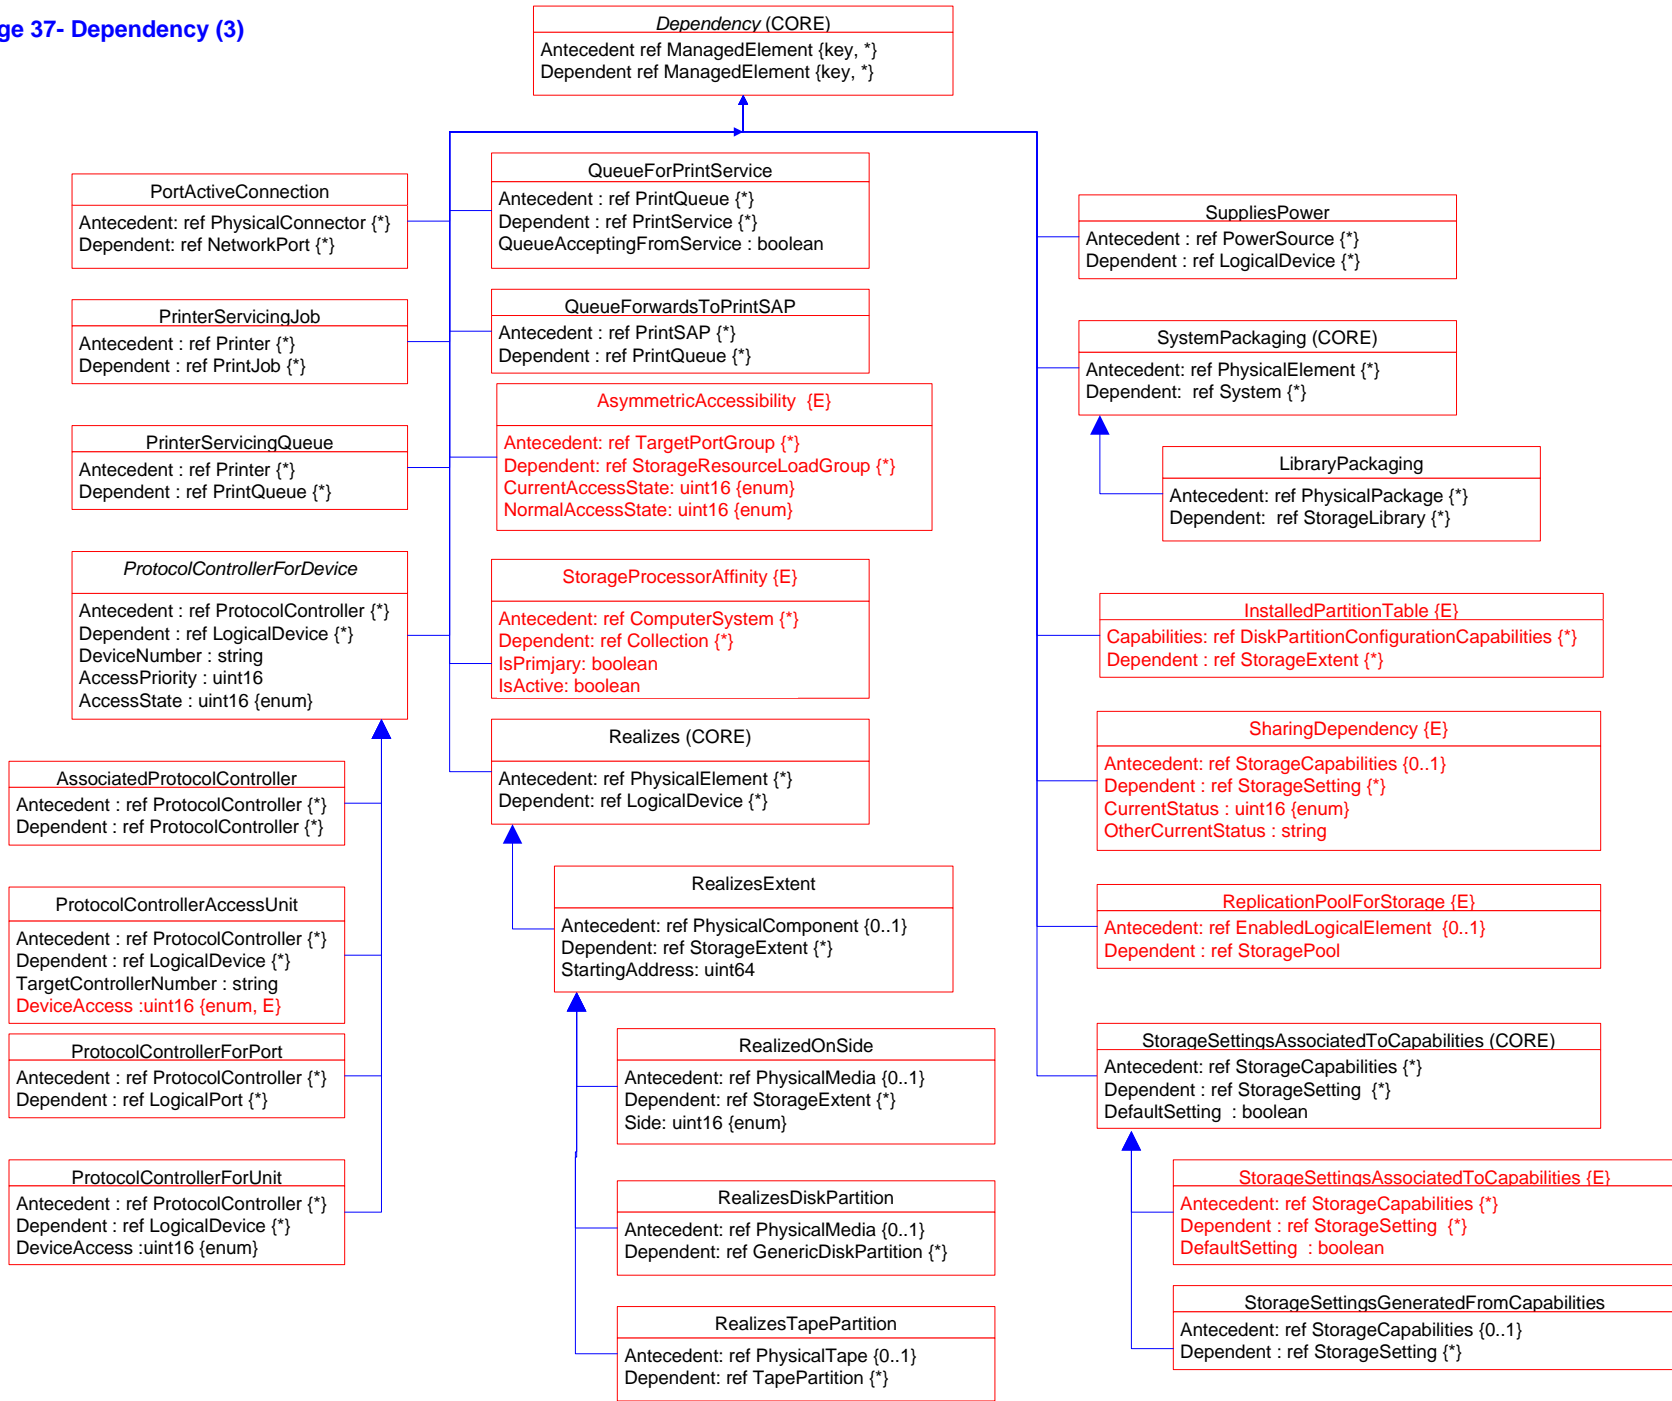 ge 37- Dependency (3)
Dependency (CORE)
Antecedent ref ManagedElement {key, *}
Dependent ref ManagedElement {key, *}
PortActiveConnection
Antecedent: ref PhysicalConnector {*}
Dependent: ref NetworkPort {*}
PrinterServicingJob
Antecedent : ref Printer {*}
Dependent : ref PrintJob {*}
PrinterServicingQueue
Antecedent : ref Printer {*}
Dependent : ref PrintQueue {*}
ProtocolControllerForDevice
Antecedent : ref ProtocolController {*}
Dependent : ref LogicalDevice {*}
DeviceNumber : string
AccessPriority : uint16
AccessState : uint16 {enum}
AssociatedProtocolController
Antecedent : ref ProtocolController {*}
Dependent : ref ProtocolController {*}
ProtocolControllerAccessUnit
Antecedent : ref ProtocolController {*}
Dependent : ref LogicalDevice {*}
TargetControllerNumber : string
DeviceAccess :uint16 {enum, E}
ProtocolControllerForPort
Antecedent : ref ProtocolController {*}
Dependent : ref LogicalPort {*}
ProtocolControllerForUnit
Antecedent : ref ProtocolController {*}
Dependent : ref LogicalDevice {*}
DeviceAccess :uint16 {enum}
QueueForPrintService
Antecedent : ref PrintQueue {*}
Dependent : ref PrintService {*}
QueueAcceptingFromService : boolean
QueueForwardsToPrintSAP
Antecedent : ref PrintSAP {*}
Dependent : ref PrintQueue {*}
AsymmetricAccessibility {E}
Antecedent: ref TargetPortGroup {*}
Dependent: ref StorageResourceLoadGroup {*}
CurrentAccessState: uint16 {enum}
NormalAccessState: uint16 {enum}
StorageProcessorAffinity {E}
Antecedent: ref ComputerSystem {*}
Dependent: ref Collection {*}
IsPrimjary: boolean
IsActive: boolean
Realizes (CORE)
Antecedent: ref PhysicalElement {*}
Dependent: ref LogicalDevice {*}
RealizesExtent
Antecedent: ref PhysicalComponent {0..1}
Dependent: ref StorageExtent {*}
StartingAddress: uint64
RealizedOnSide
Antecedent: ref PhysicalMedia {0..1}
Dependent: ref StorageExtent {*}
Side: uint16 {enum}
RealizesDiskPartition
Antecedent: ref PhysicalMedia {0..1}
Dependent: ref GenericDiskPartition {*}
RealizesTapePartition
Antecedent: ref PhysicalTape {0..1}
Dependent: ref TapePartition {*}
SuppliesPower
Antecedent : ref PowerSource {*}
Dependent : ref LogicalDevice {*}
SystemPackaging (CORE)
Antecedent: ref PhysicalElement {*}
Dependent: ref System {*}
LibraryPackaging
Antecedent: ref PhysicalPackage {*}
Dependent: ref StorageLibrary {*}
InstalledPartitionTable {E}
Capabilities: ref DiskPartitionConfigurationCapabilities {*}
Dependent : ref StorageExtent {*}
SharingDependency {E}
Antecedent: ref StorageCapabilities {0..1}
Dependent : ref StorageSetting {*}
CurrentStatus : uint16 {enum}
OtherCurrentStatus : string
ReplicationPoolForStorage {E}
Antecedent: ref EnabledLogicalElement {0..1}
Dependent : ref StoragePool
StorageSettingsAssociatedToCapabilities (CORE)
Antecedent: ref StorageCapabilities {*}
Dependent : ref StorageSetting {*}
DefaultSetting : boolean
StorageSettingsAssociatedToCapabilities {E}
Antecedent: ref StorageCapabilities {*}
Dependent : ref StorageSetting {*}
DefaultSetting : boolean
StorageSettingsGeneratedFromCapabilities
Antecedent: ref StorageCapabilities {0..1}
Dependent : ref StorageSetting {*}